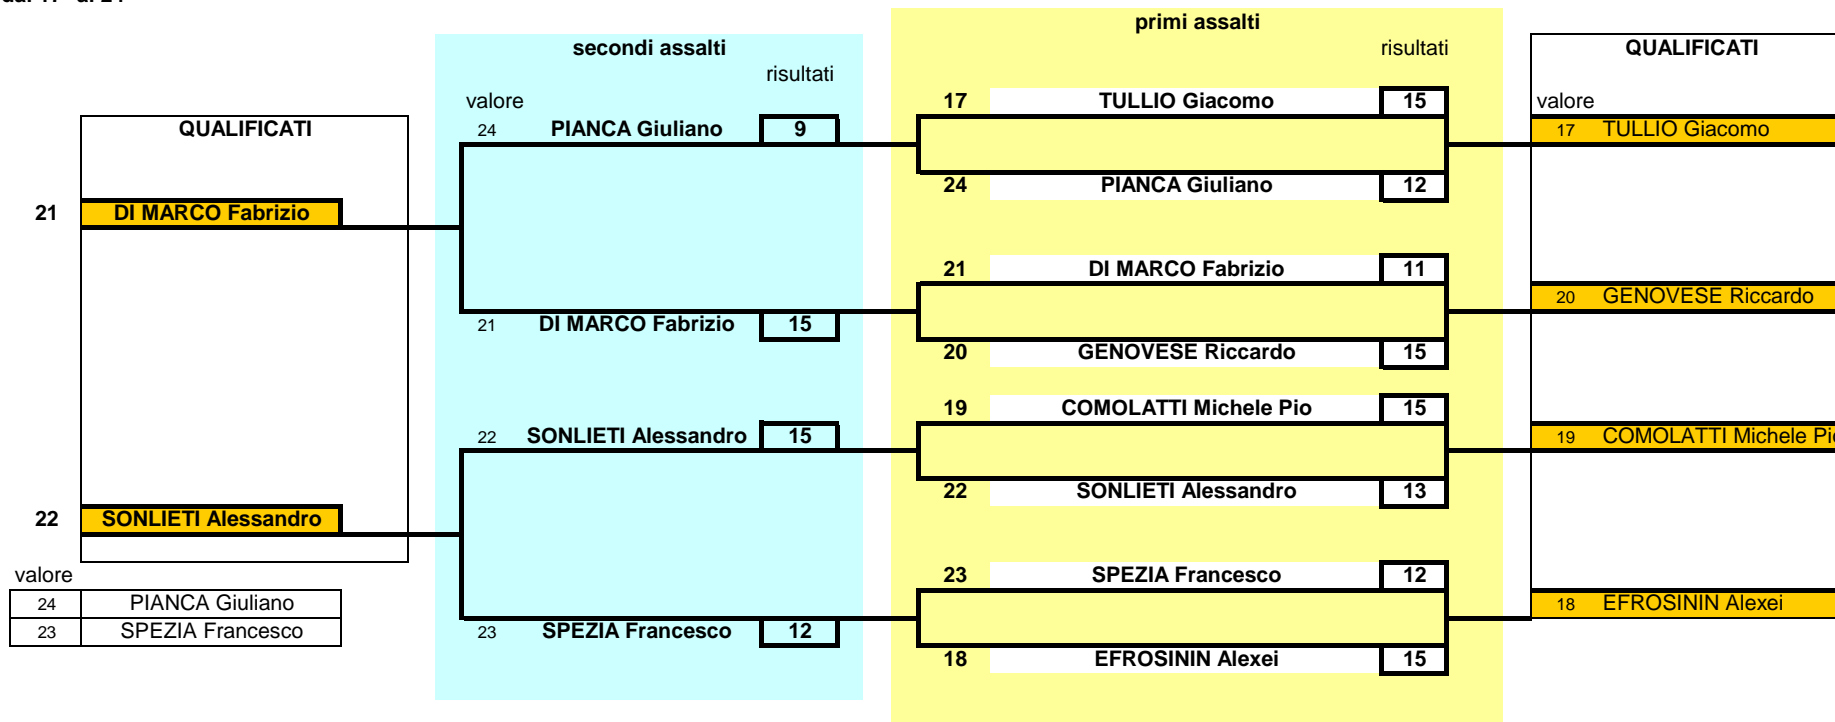 primi assalti
secondi assalti
risultati
QUALIFICATI
risultati
valore
17 TULLIO Giacomo 15
valore
QUALIFICATI
24 PIANCA Giuliano 9
17 TULLIO Giacomo
24 PIANCA Giuliano 12
21 DI MARCO Fabrizio
21 DI MARCO Fabrizio 11
20 GENOVESE Riccardo
21 DI MARCO Fabrizio 15
20 GENOVESE Riccardo 15
19 COMOLATTI Michele Pio 15
22 SONLIETI Alessandro 15
19 COMOLATTI Michele Pio
22 SONLIETI Alessandro 13
22 SONLIETI Alessandro
valore
23 SPEZIA Francesco 12
24 PIANCA Giuliano
18 EFROSININ Alexei
23 SPEZIA Francesco
23 SPEZIA Francesco 12
18 EFROSININ Alexei 15